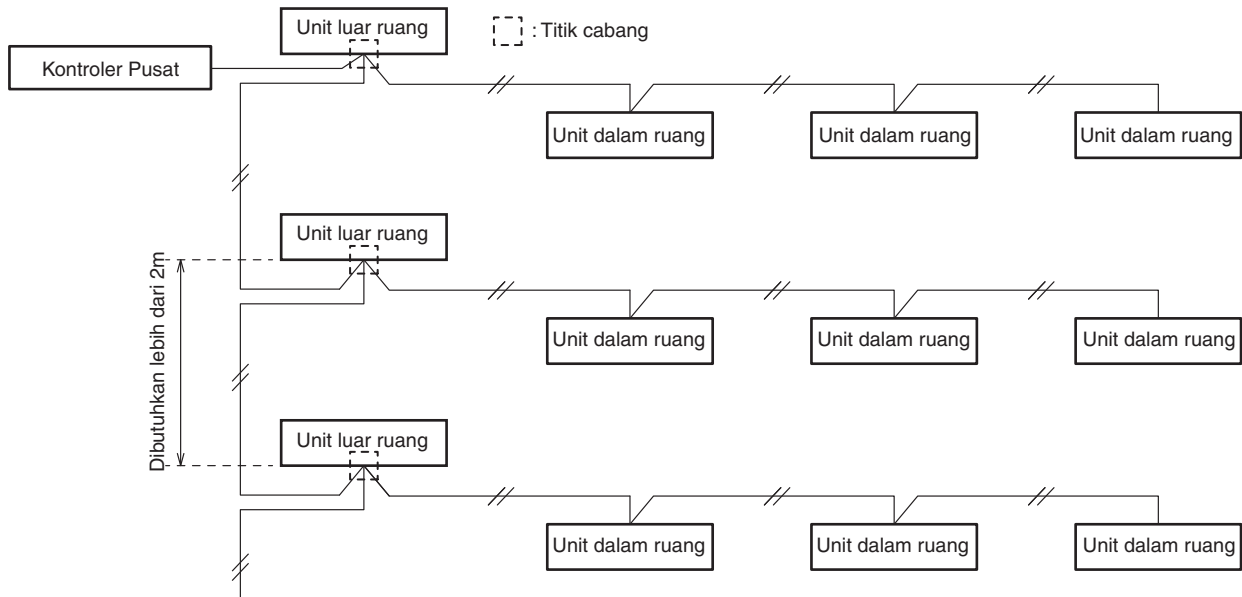 Unit luar ruang
: Titik cabang
Kontroler Pusat
Unit dalam ruang
Unit dalam ruang
Unit dalam ruang
Unit luar ruang
Dibutuhkan lebih dari 2m
Unit dalam ruang
Unit dalam ruang
Unit dalam ruang
Unit luar ruang
Unit dalam ruang
Unit dalam ruang
Unit dalam ruang